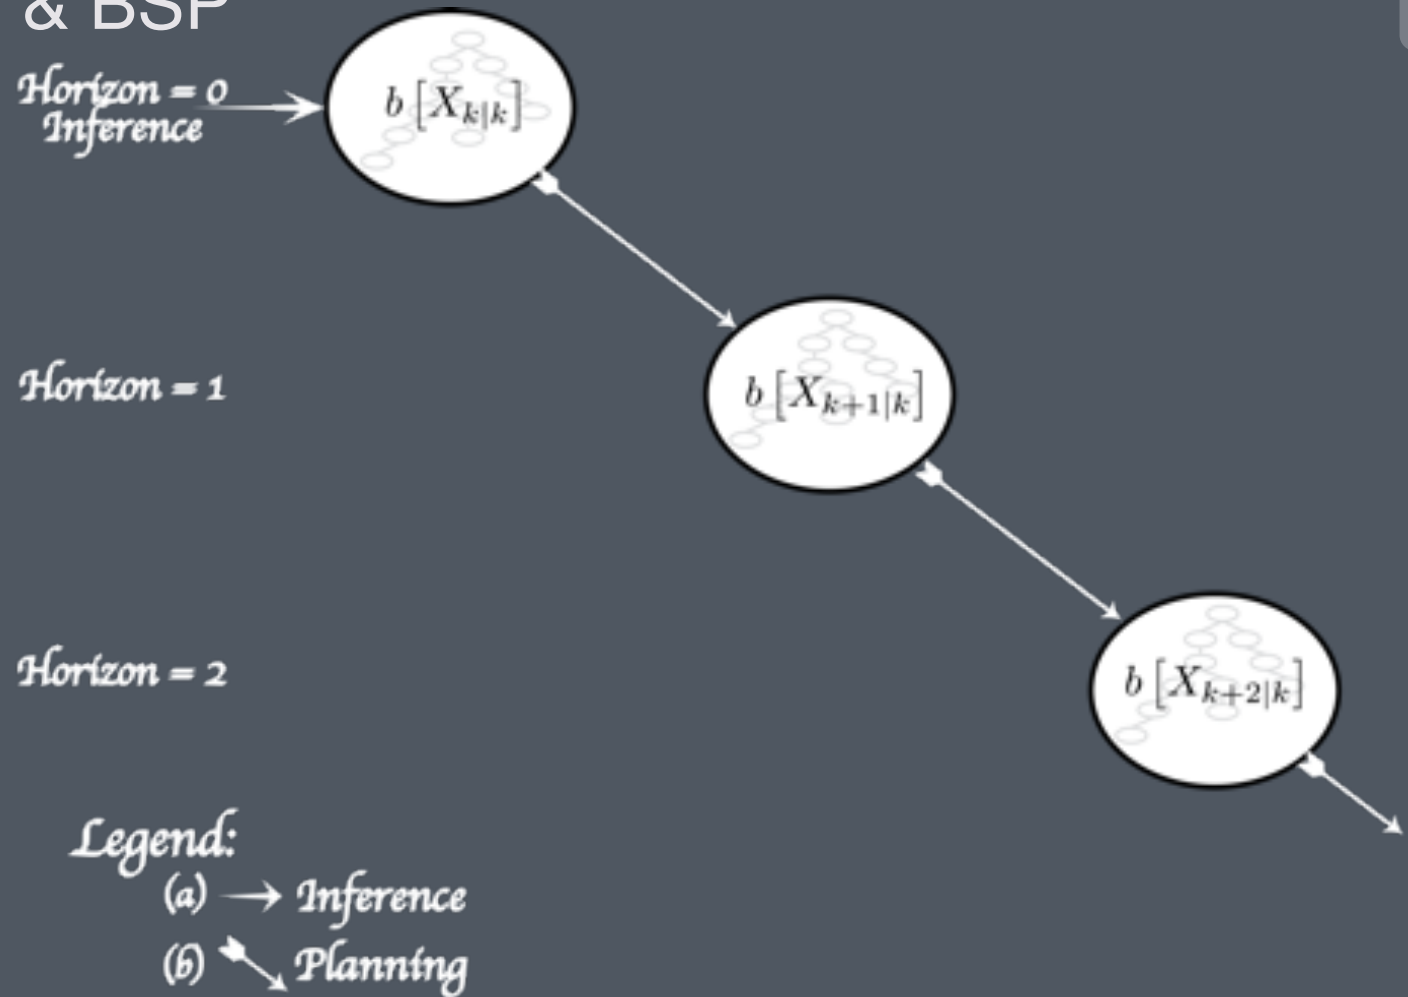 & BSP
Horizon = 0
Inference
b [X_{k|k}]
Horizon = 1
b [X_{k+1|k}]
Horizon = 2
b [X_{k+2|k}]
Legend:
(a) → Inference
(b) ↘ Planning